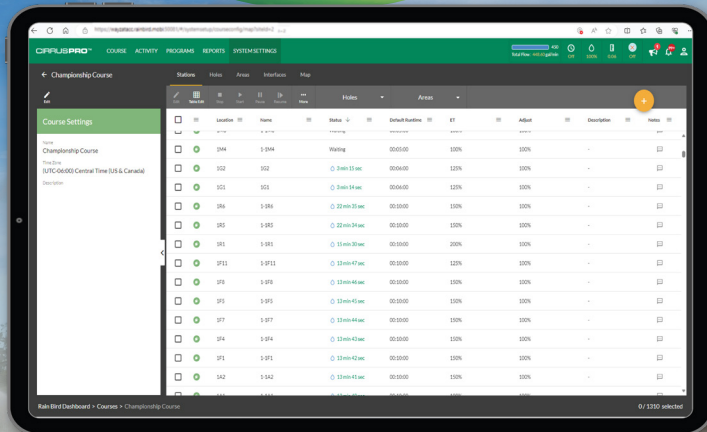 CIRRUSPRO™ COURSE ACTIVITY PROGRAMS REPORTS SYSTEM SETTINGS
Off 100% 0.06 Off
← Championship Course Stations Holes Areas Interfaces Map
Edit Edit Table Edit Stop Start Pause More Holes Areas +
Course Settings
Name
Championship Course
Time Zone
(UTC-06:00) Central Time (US & Canada)
Description
Location Name Status Default Runtime ET Adjust Description Notes
1M4 1-1M4 Waiting 00:05:00 100% 100% -
1G2 1G2 3 min 15 sec 00:06:00 125% 100% -
1G1 1G1 3 min 14 sec 00:06:00 125% 100% -
1R6 1-1R6 22 min 35 sec 00:10:00 150% 100% -
1R5 1-1R5 22 min 34 sec 00:10:00 150% 100% -
1R1 1-1R1 15 min 30 sec 00:10:00 200% 100% -
1F11 1-1F11 13 min 47 sec 00:10:00 125% 100% -
1F8 1-1F8 13 min 46 sec 00:10:00 150% 100% -
1F5 1-1F5 13 min 45 sec 00:10:00 150% 100% -
1F7 1-1F7 13 min 44 sec 00:10:00 150% 100% -
1F4 1-1F4 13 min 43 sec 00:10:00 150% 100% -
1F1 1-1F1 13 min 42 sec 00:10:00 150% 100% -
1A2 1-1A2 13 min 41 sec 00:10:00 150% 100% -
Rain Bird Dashboard > Courses > Championship Course 0/ 1310 selected